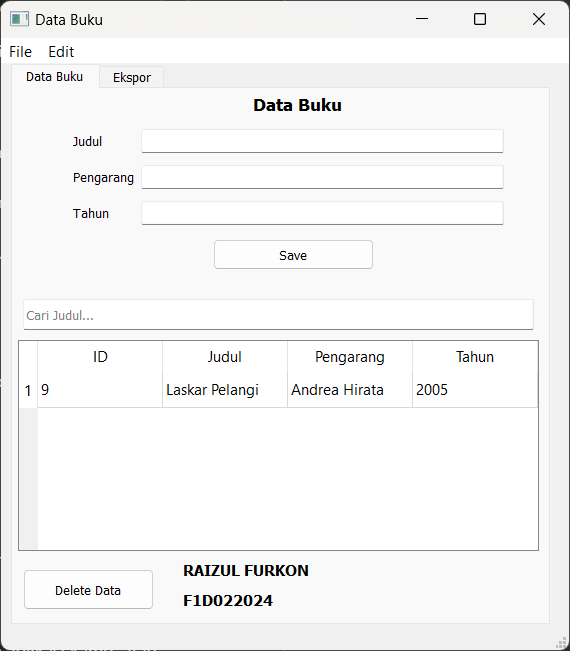 Data Buku
File Edit
Data Buku Ekspor
Data Buku
Judul
Pengarang
Tahun
Save
Cari Judul...
ID Judul Pengarang Tahun
1 9 Laskar Pelangi Andrea Hirata 2005
Delete Data
RAIZUL FURKON
F1D022024